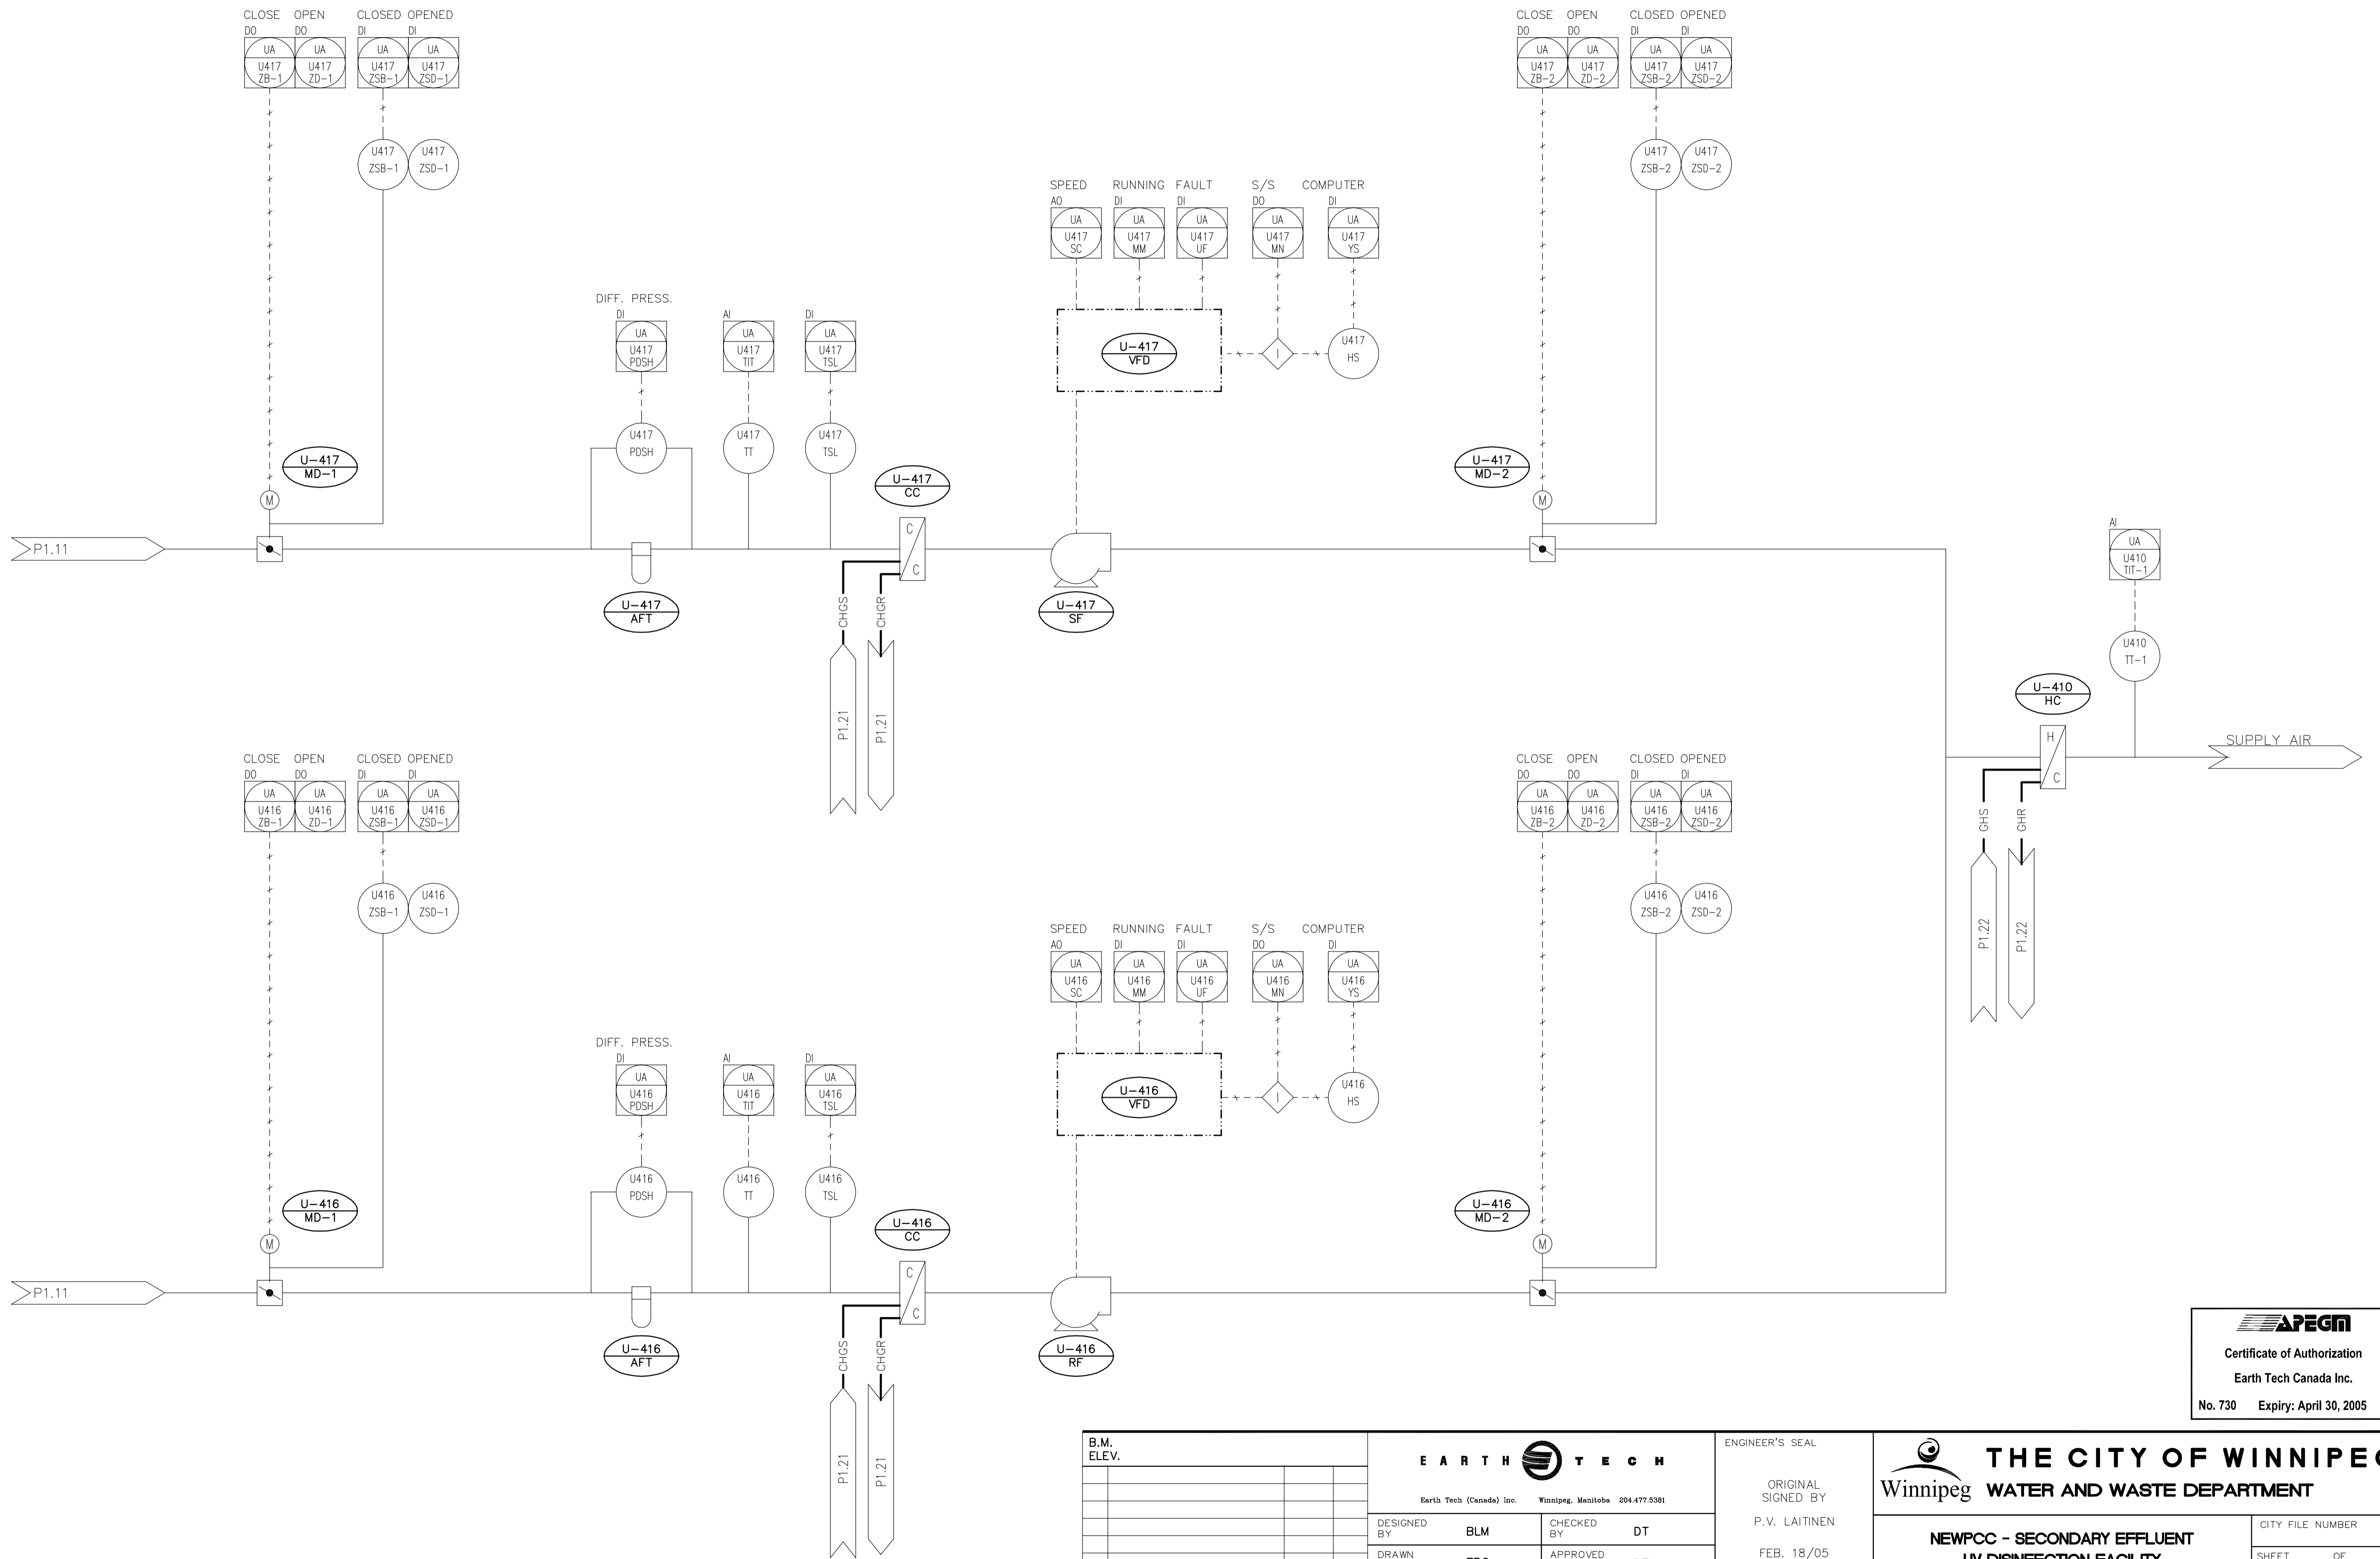 CLOSE OPEN CLOSED OPENED
DO DO DI DI
UA UA UA UA
U417 U417 U417 U417
ZB-1 ZD-1 ZSB-1 ZSD-1
U417 U417
ZSB-1 ZSD-1
CLOSE OPEN CLOSED OPENED
DO DO DI DI
UA UA UA UA
U417 U417 U417 U417
ZB-2 ZD-2 ZSB-2 ZSD-2
U417 U417
ZSB-2 ZSD-2
SPEED RUNNING FAULT S/S COMPUTER
AO DI DI DO DI
UA UA UA UA UA
U417 U417 U417 U417 U417
SC MM UF MN YS
U-417
VFD
I
U417
HS
DIFF. PRESS.
DI AI DI
UA UA UA
U417 U417 U417
PDSH TIT TSL
U417 U417 U417
PDSH TT TSL
U-417
MD-1
M
U-417
CC
U-417
MD-2
M
P1.11
C
C
U-417
AFT
CHGS
CHGR
U-417
SF
P1.21
P1.21
AI
UA
U410
TIT-1
U410
TT-1
U-410
HC
H
C
SUPPLY AIR
GHS
GHR
P1.22
P1.22
CLOSE OPEN CLOSED OPENED
DO DO DI DI
UA UA UA UA
U416 U416 U416 U416
ZB-1 ZD-1 ZSB-1 ZSD-1
U416 U416
ZSB-1 ZSD-1
CLOSE OPEN CLOSED OPENED
DO DO DI DI
UA UA UA UA
U416 U416 U416 U416
ZB-2 ZD-2 ZSB-2 ZSD-2
U416 U416
ZSB-2 ZSD-2
SPEED RUNNING FAULT S/S COMPUTER
AO DI DI DO DI
UA UA UA UA UA
U416 U416 U416 U416 U416
SC MM UF MN YS
U-416
VFD
I
U416
HS
DIFF. PRESS.
DI AI DI
UA UA UA
U416 U416 U416
PDSH TIT TSL
U416 U416 U416
PDSH TT TSL
U-416
MD-1
M
U-416
CC
U-416
MD-2
M
P1.11
C
C
U-416
AFT
CHGS
CHGR
U-416
RF
P1.21
P1.21
APEGM
Certificate of Authorization
Earth Tech Canada Inc.
No. 730 Expiry: April 30, 2005
B.M.
ELEV.
EARTH TECH
Earth Tech (Canada) Inc. Winnipeg, Manitoba 204.477.5381
DESIGNED BY BLM
CHECKED BY DT
DRAWN
APPROVED
ENGINEER'S SEAL
ORIGINAL
SIGNED BY
P.V. LAITINEN
FEB. 18/05
Winnipeg
THE CITY OF WINNIPEG
WATER AND WASTE DEPARTMENT
NEWPCC - SECONDARY EFFLUENT
UV DISINFECTION FACILITY
CITY FILE NUMBER
SHEET OF